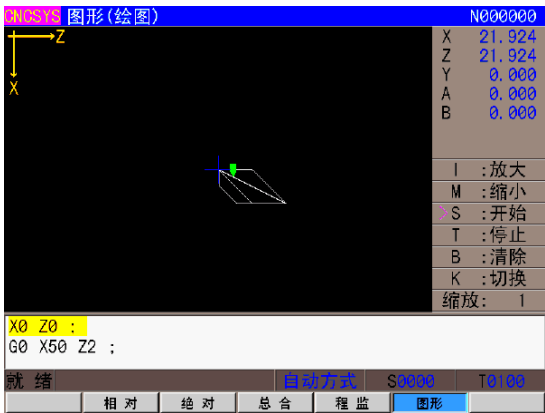 CNCSYS 图形(绘图) N000000
Z
X
X 21.924
Z 21.924
Y 0.000
A 0.000
B 0.000
I :放大
M :缩小
S :开始
T :停止
B :清除
K :切换
缩放: 1
X0 Z0 ;
G0 X50 Z2 ;
就 绪 自动方式 S0000 T0100
相 对 绝 对 总 合 程 监 图形